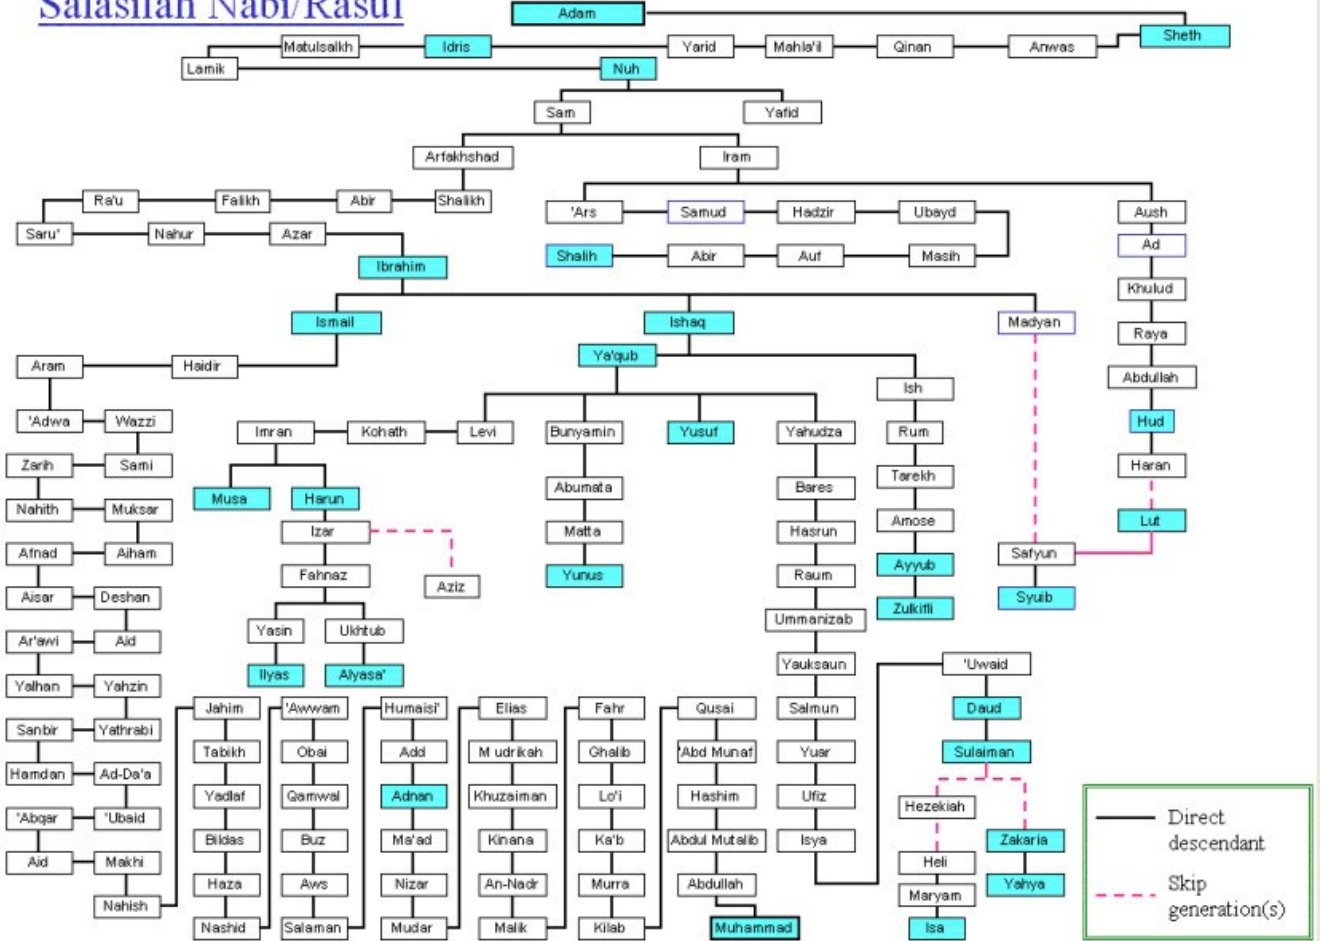 Salasilah Nabi/Rasul
Adam
Sheth
Matulsalkh Idris Yarid Mahla'il Qinan Anwas
Lamik Nuh
Sam Yafid
Arfakhshad Iram
Ra'u Falikh Abir Shalikh 'Ars Samud Hadzir Ubayd Aush
Saru' Nahur Azar Shalih Abir Auf Masih Ad
Ibrahim Khulud
Ismail Ishaq Madyan Raya
Aram Haidir Ya'qub Ish Abdullah
'Adwa Wazzi Imran Kohath Levi Bunyamin Yusuf Yahudza Rum Hud
Zarih Sami Tarekh Haran
Musa Harun Abumata Bares
Nahith Muksar Izar Matta Hasrun Amose Lut
Afnad Aiham Fahnaz Aziz Yunus Raum Ayyub Safyun
Aisar Deshan Zulkifli Syuib
Ar'awi Aid Yasin Ukhtub Ummanizab
Yalhan Yahzin Ilyas Alyasa' Yauksaun 'Uwaid
Jahim 'Awwam Humaisi' Elias Fahr Qusai Salmun Daud
Sanbir Yathrabi Tabikh Obai Add Mudrikah Ghalib 'Abd Munaf Yuar Sulaiman
Hamdan Ad-Da'a Yadlaf Qamwal Adnan Khuzaiman Lo'i Hashim Ufiz Hezekiah
'Abqar 'Ubaid Bildas Buz Ma'ad Kinana Ka'b Abdul Mutalib Isya Zakaria
Aid Makhi Haza Aws Nizar An-Nadr Murra Abdullah Heli Yahya
Nahish Maryam
Nashid Salaman Mudar Malik Kilab Muhammad Isa
Direct
descendant
Skip
generation(s)